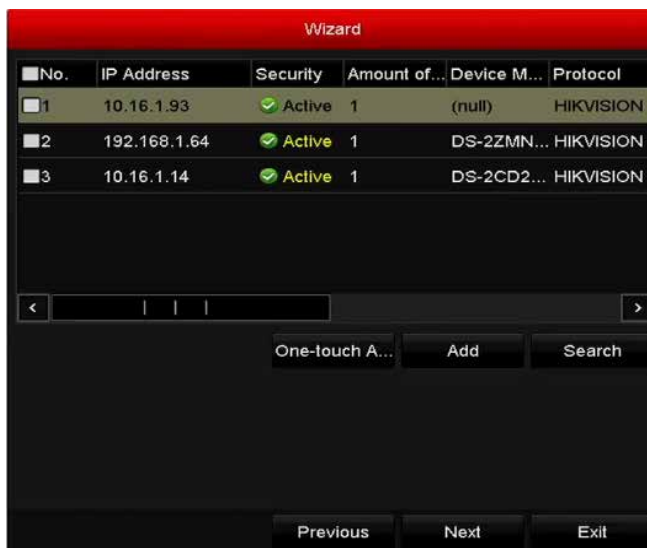 Wizard
No. IP Address Security Amount of... Device M... Protocol
1 10.16.1.93 Active 1 (null) HIKVISION
2 192.168.1.64 Active 1 DS-2ZMN... HIKVISION
3 10.16.1.14 Active 1 DS-2CD2... HIKVISION
One-touch A... Add Search
Previous Next Exit